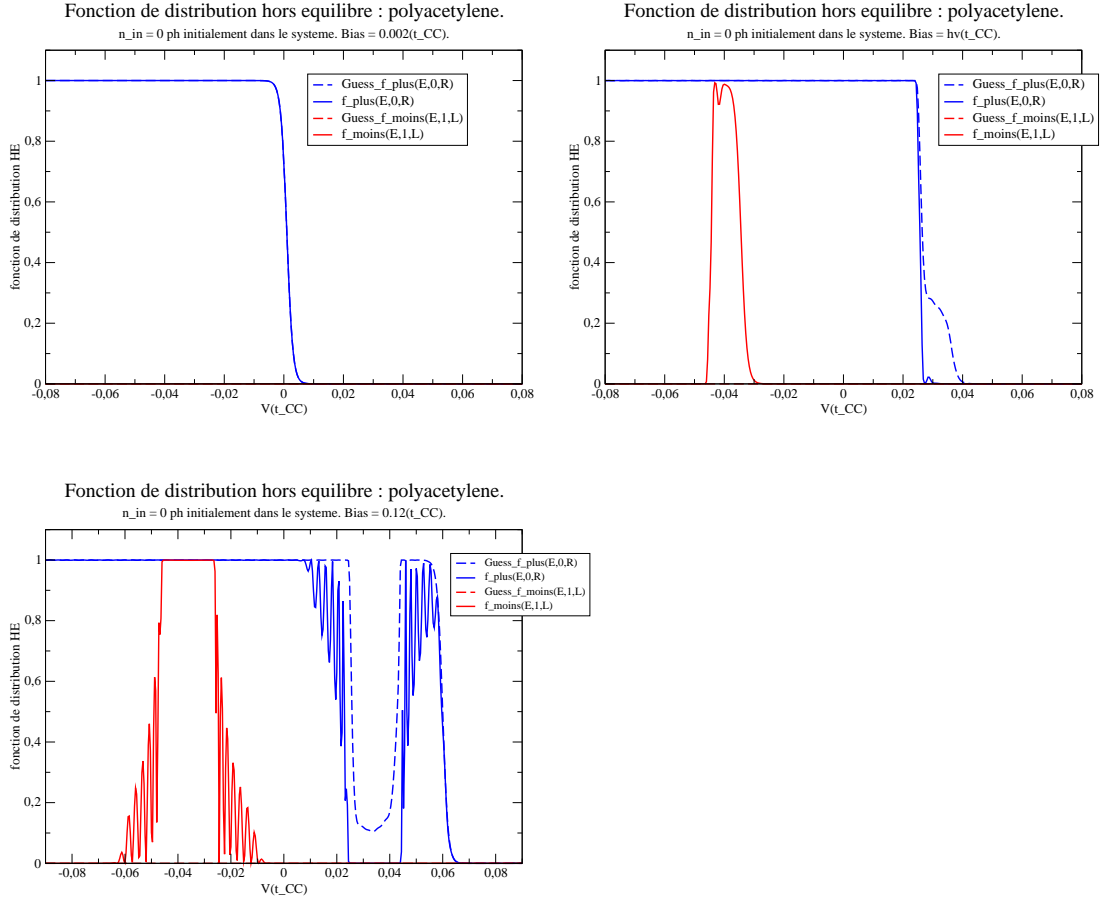 Fonction de distribution hors equilibre : polyacetylene.
n_in = 0 ph initialement dans le systeme. Bias = 0.002(t_CC).
Guess_f_plus(E,0,R)
f_plus(E,0,R)
Guess_f_moins(E,1,L)
f_moins(E,1,L)
fonction de distribution HE
1
0,8
0,6
0,4
0,2
0
-0,08 -0,06 -0,04 -0,02 0 0,02 0,04 0,06 0,08
V(t_CC)
Fonction de distribution hors equilibre : polyacetylene.
n_in = 0 ph initialement dans le systeme. Bias = hv(t_CC).
Guess_f_plus(E,0,R)
f_plus(E,0,R)
Guess_f_moins(E,1,L)
f_moins(E,1,L)
fonction de distribution HE
1
0,8
0,6
0,4
0,2
0
-0,08 -0,06 -0,04 -0,02 0 0,02 0,04 0,06 0,08
V(t_CC)
Fonction de distribution hors equilibre : polyacetylene.
n_in = 0 ph initialement dans le systeme. Bias = 0.12(t_CC).
Guess_f_plus(E,0,R)
f_plus(E,0,R)
Guess_f_moins(E,1,L)
f_moins(E,1,L)
fonction de distribution HE
1
0,8
0,6
0,4
0,2
0
-0,08 -0,06 -0,04 -0,02 0 0,02 0,04 0,06 0,08
V(t_CC)